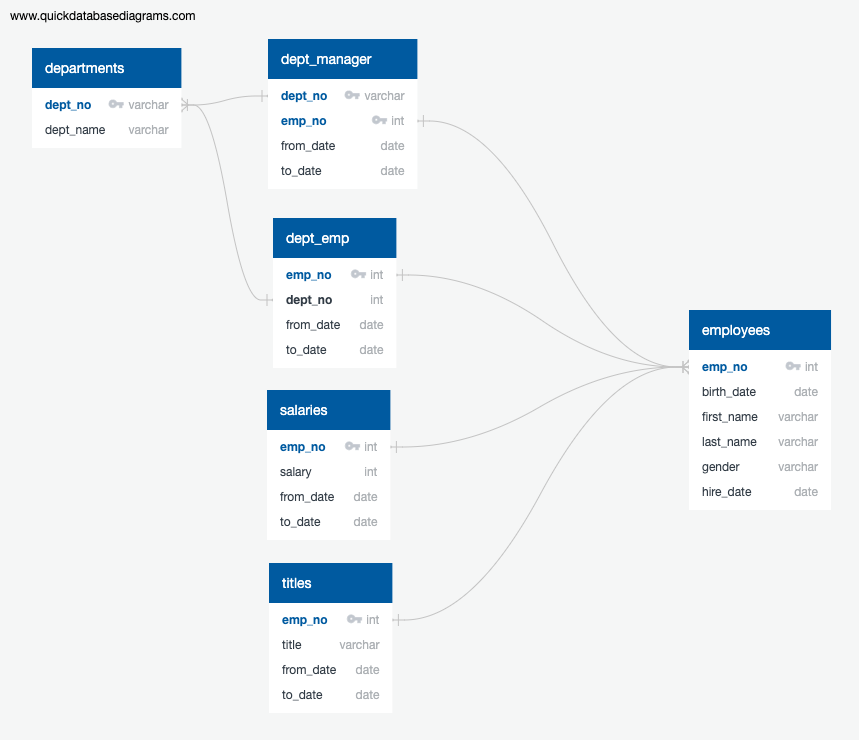 www.quickdatabasediagrams.com
departments
dept_no varchar
dept_name varchar
dept_manager
dept_no varchar
emp_no int
from_date date
to_date date
dept_emp
emp_no int
dept_no int
from_date date
to_date date
salaries
emp_no int
salary int
from_date date
to_date date
titles
emp_no int
title varchar
from_date date
to_date date
employees
emp_no int
birth_date date
first_name varchar
last_name varchar
gender varchar
hire_date date